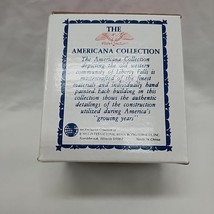 THE
AMERICANA COLLECTION
The Americana Collection
depicting the old western
community of Liberty Falls is
mastercrafted of the finest
materials and individually hand
painted. Each building in this
collection shows the authentic
detailings of the construction
utilized during America's
"growing years"